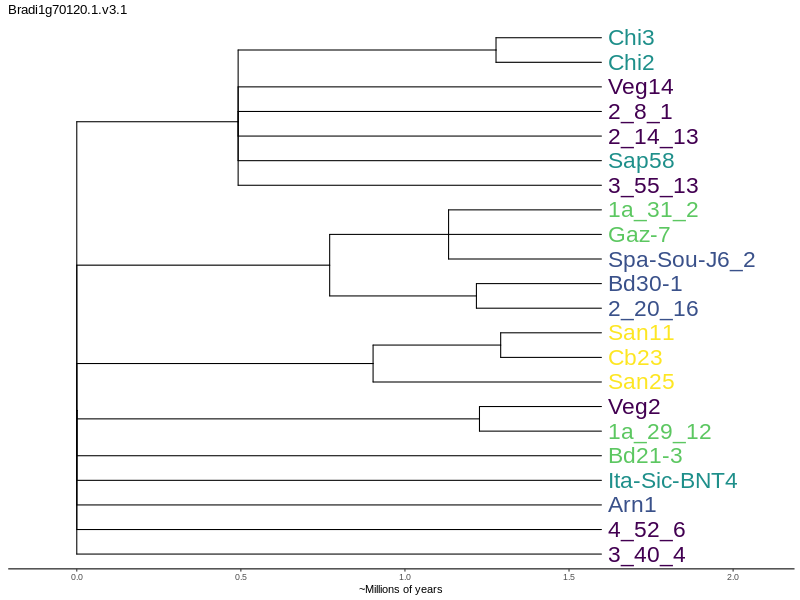 Bradi1g70120.1.v3.1
Chi3
Chi2
Veg14
2_8_1
2_14_13
Sap58
3_55_13
1a_31_2
Gaz-7
Spa-Sou-J6_2
Bd30-1
2_20_16
San11
Cb23
San25
Veg2
1a_29_12
Bd21-3
Ita-Sic-BNT4
Arn1
4_52_6
3_40_4
0.0 0.5 1.0 1.5 2.0
~Millions of years